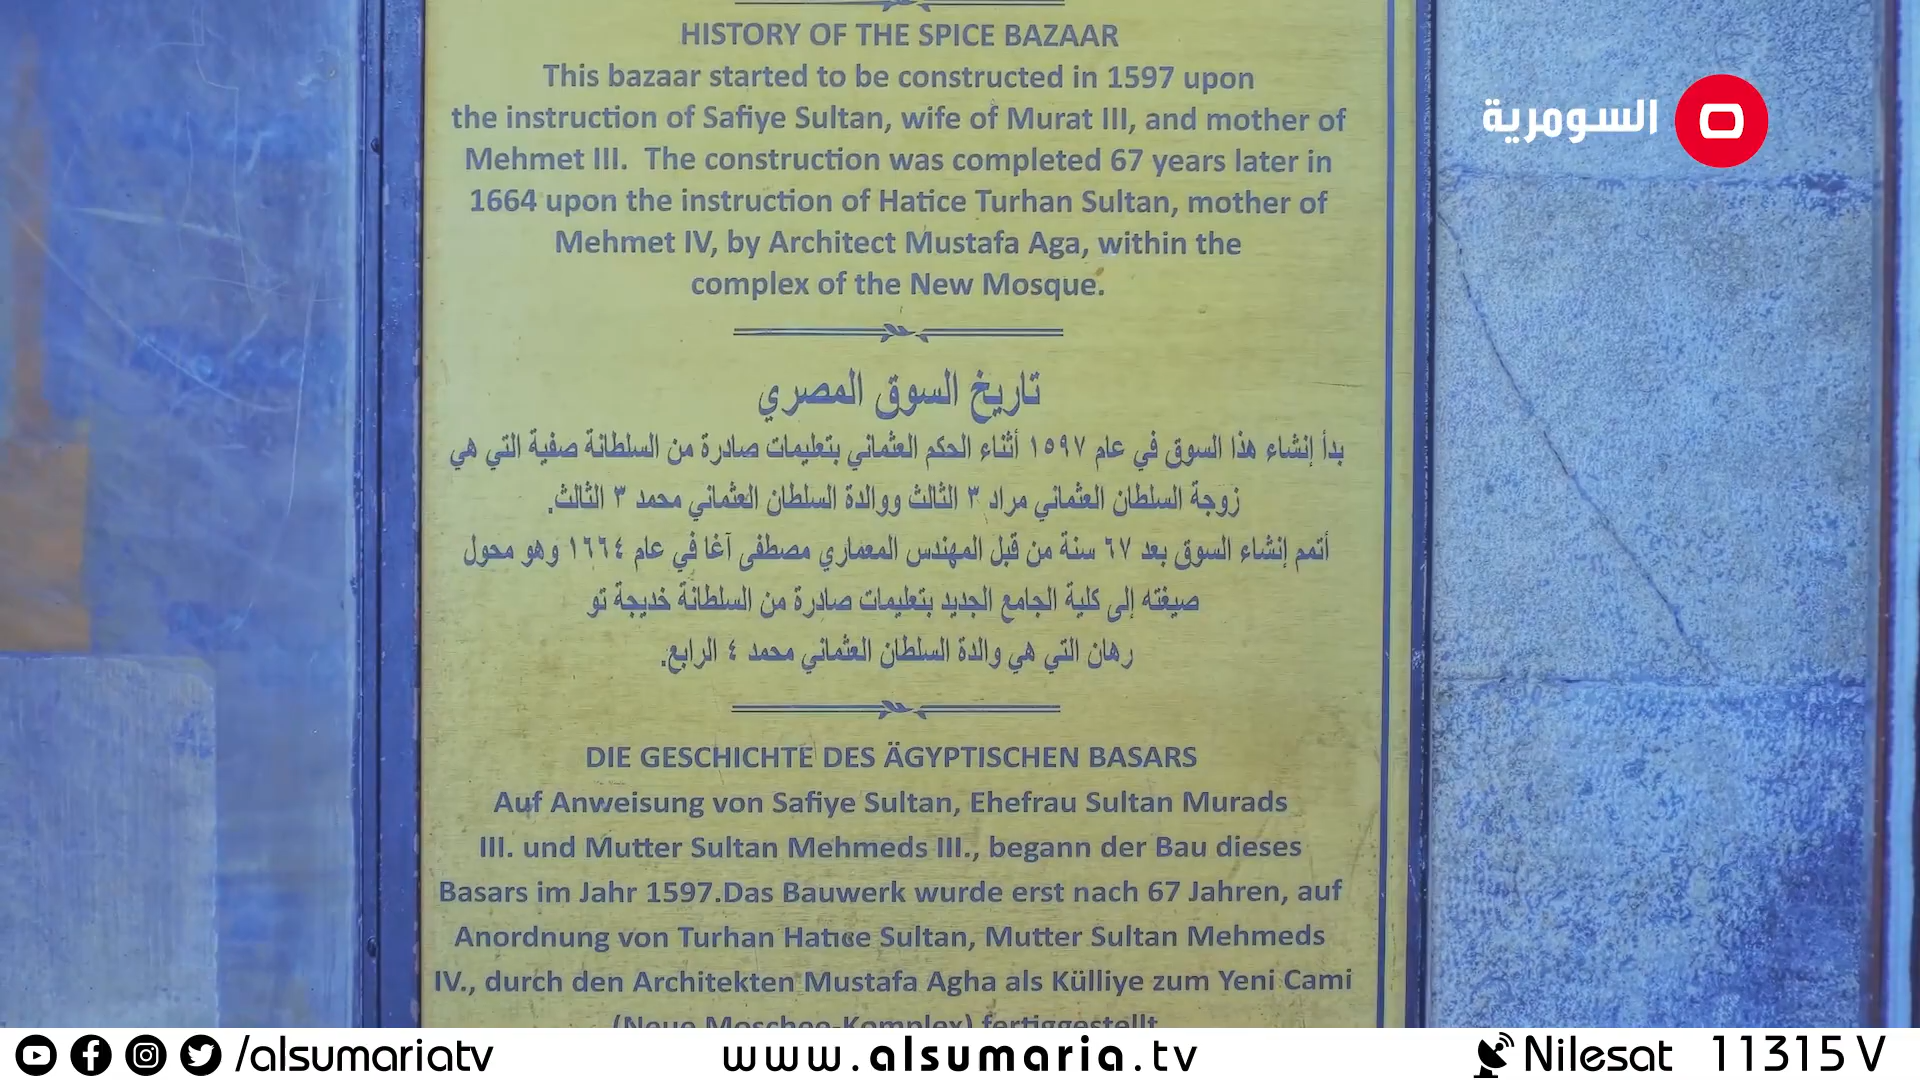 HISTORY OF THE SPICE BAZAAR
This bazaar started to be constructed in 1597 upon
the instruction of Safiye Sultan, wife of Murat III, and mother of
Mehmet III. The construction was completed 67 years later in
1664 upon the instruction of Hatice Turhan Sultan, mother of
Mehmet IV, by Architect Mustafa Aga, within the
complex of the New Mosque.
السومرية
تاريخ السوق المصري
بدأ إنشاء هذا السوق في عام ١٥٩٧ أثناء الحكم العثماني بتعليمات صادرة من السلطانة صفية التي هي
زوجة السلطان العثماني مراد ٣ الثالث ووالدة السلطان العثماني محمد ٣ الثالث.
أتمم إنشاء السوق بعد ٦٧ سنة من قبل المهندس المعماري مصطفى آغا في عام ١٦٦٤ وهو محول
صيغته إلى كلية الجامع الجديد بتعليمات صادرة من السلطانة خديجة تو
رهان التي هي والدة السلطان العثماني محمد ٤ الرابع.
DIE GESCHICHTE DES ÄGYPTISCHEN BASARS
Auf Anweisung von Safiye Sultan, Ehefrau Sultan Murads
III. und Mutter Sultan Mehmeds III., begann der Bau dieses
Basars im Jahr 1597.Das Bauwerk wurde erst nach 67 Jahren, auf
Anordnung von Turhan Hatice Sultan, Mutter Sultan Mehmeds
IV., durch den Architekten Mustafa Agha als Külliye zum Yeni Cami
(Neue Moschee-Komplex) fertiggestellt
/alsumariatv
www.alsumaria.tv
Nilesat 11315 V